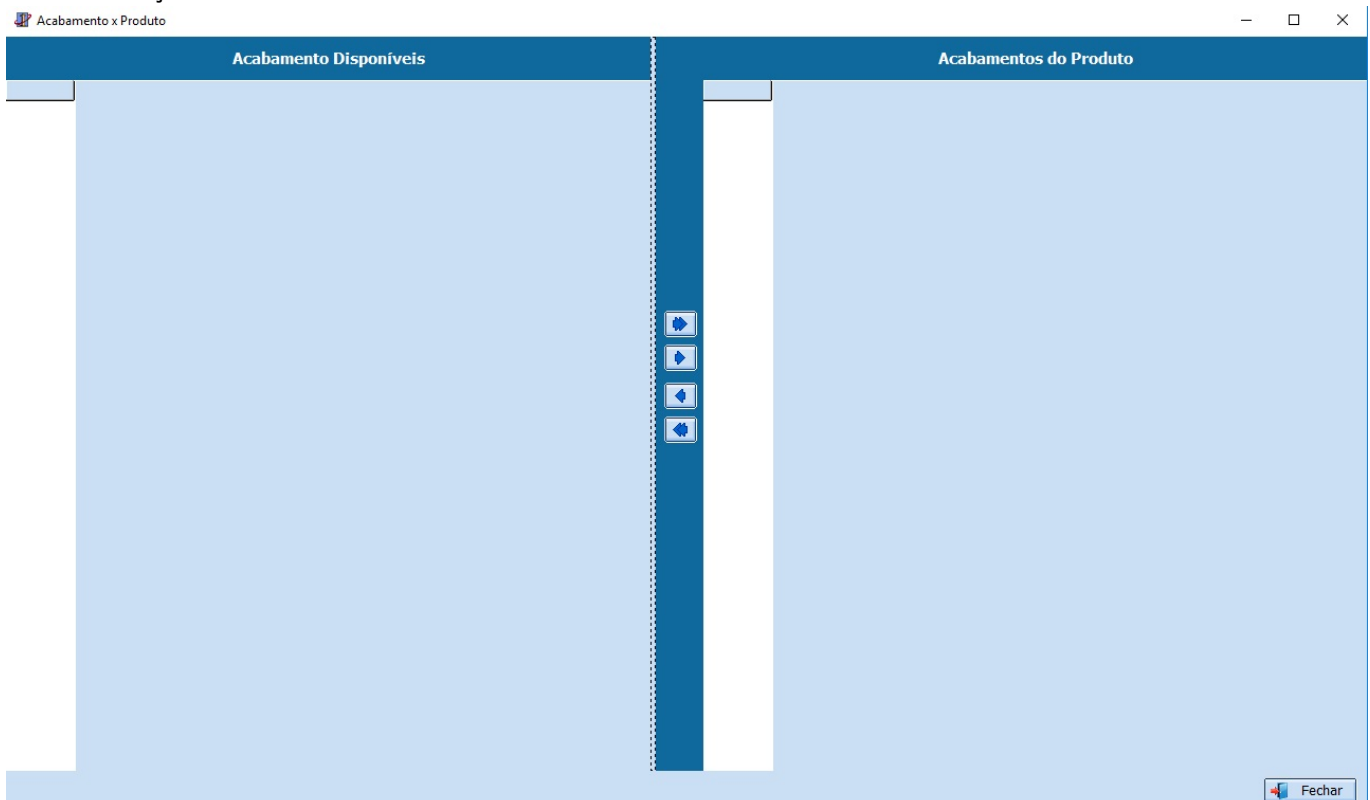 Acabamento x Produto
Acabamento Disponíveis
Acabamentos do Produto
Fechar